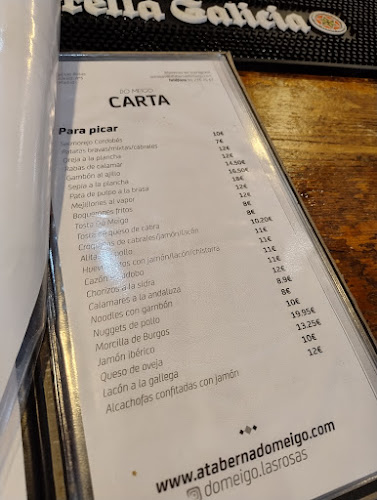 rella Galicia
DO MEIGO
CARTA
Para picar
Salmorejo Cordobés 10€
Patatos bravas/mixtas/cabrales 7€
Oreja a la plancha 12€
Rabas de calamar 12€
Gambón al ajillo 14,50€
Sepia a la plancha 16,50€
Pata de pulpo a la brasa 18€
Mejillones al vapor 12€
Boquerones fritos 12€
Tosta Do Meigo 8€
Tosta de queso de cabra 8€
Croquetas de cabrales/jamón/lacón 10,20€
Alitas de pollo 11€
Huevos rotos con jamón/lacón/chistorra 11€
Cazón en adobo 11€
Chorizos a la sidra 11€
Calamares a la andaluza 12€
Noodles con gambón 8,9€
Nuggets de pollo 8€
Morcilla de Burgos 10€
Jamón ibérico 19,95€
Queso de oveja 13,25€
Lacón a la gallega 10€
Alcachofas confitadas con jamón 12€
www.atabernadomeigo.com
domeigo.lasrosas